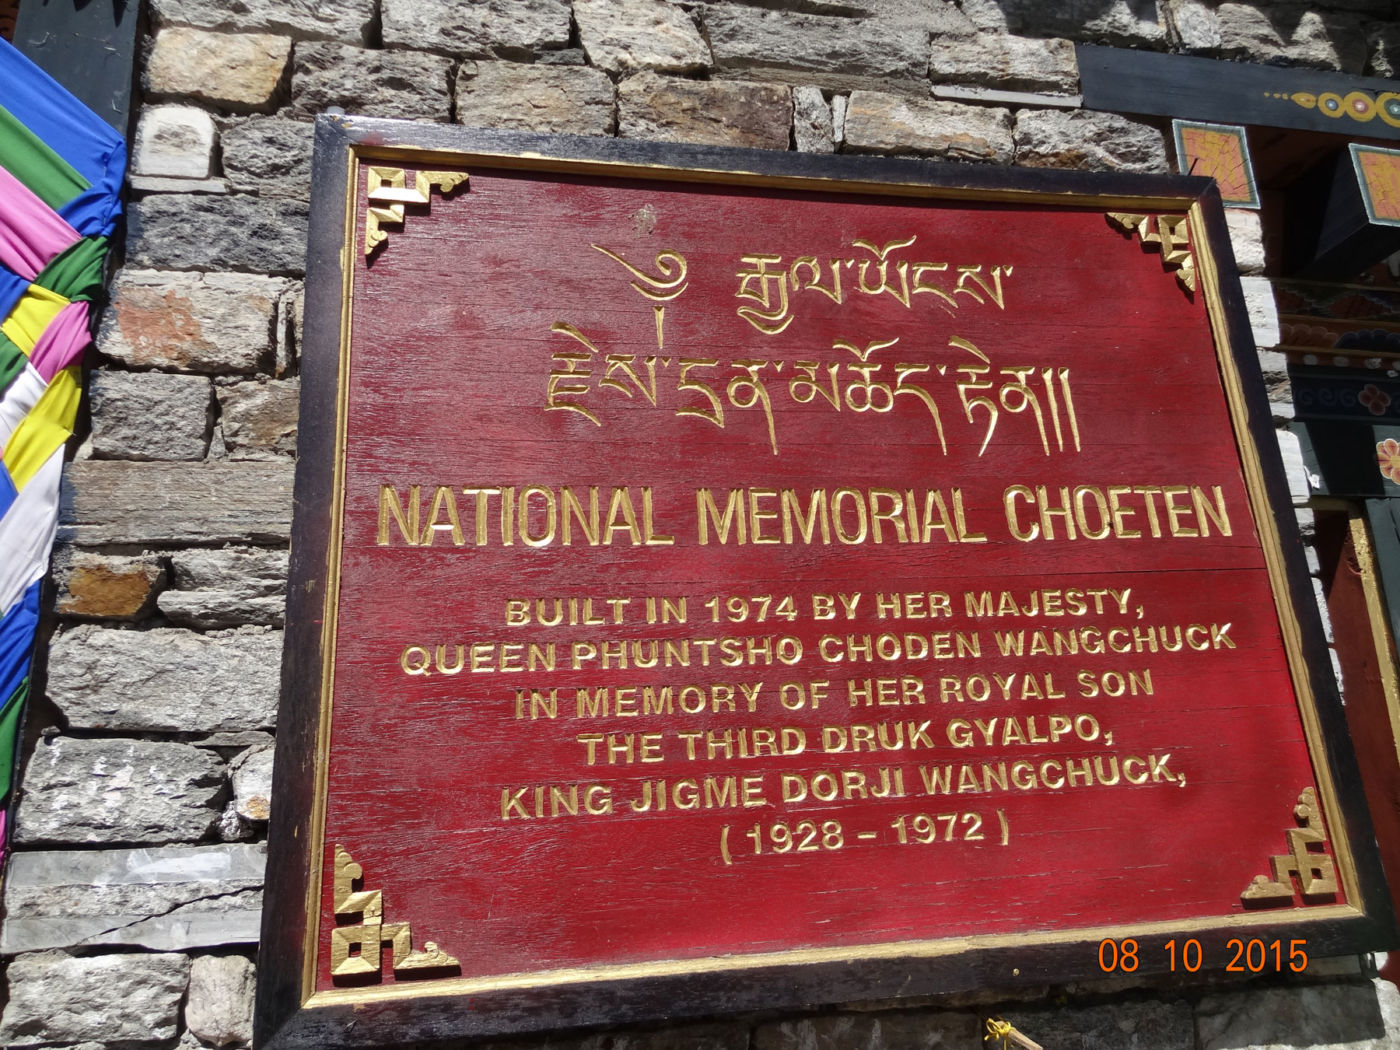 ༄ རྒྱལ་ཡོངས་
རྗེས་དྲན་མཆོད་རྟེན།།
NATIONAL MEMORIAL CHOETEN
BUILT IN 1974 BY HER MAJESTY,
QUEEN PHUNTSHO CHODEN WANGCHUCK
IN MEMORY OF HER ROYAL SON
THE THIRD DRUK GYALPO,
KING JIGME DORJI WANGCHUCK,
( 1928 – 1972 )
08 10 2015